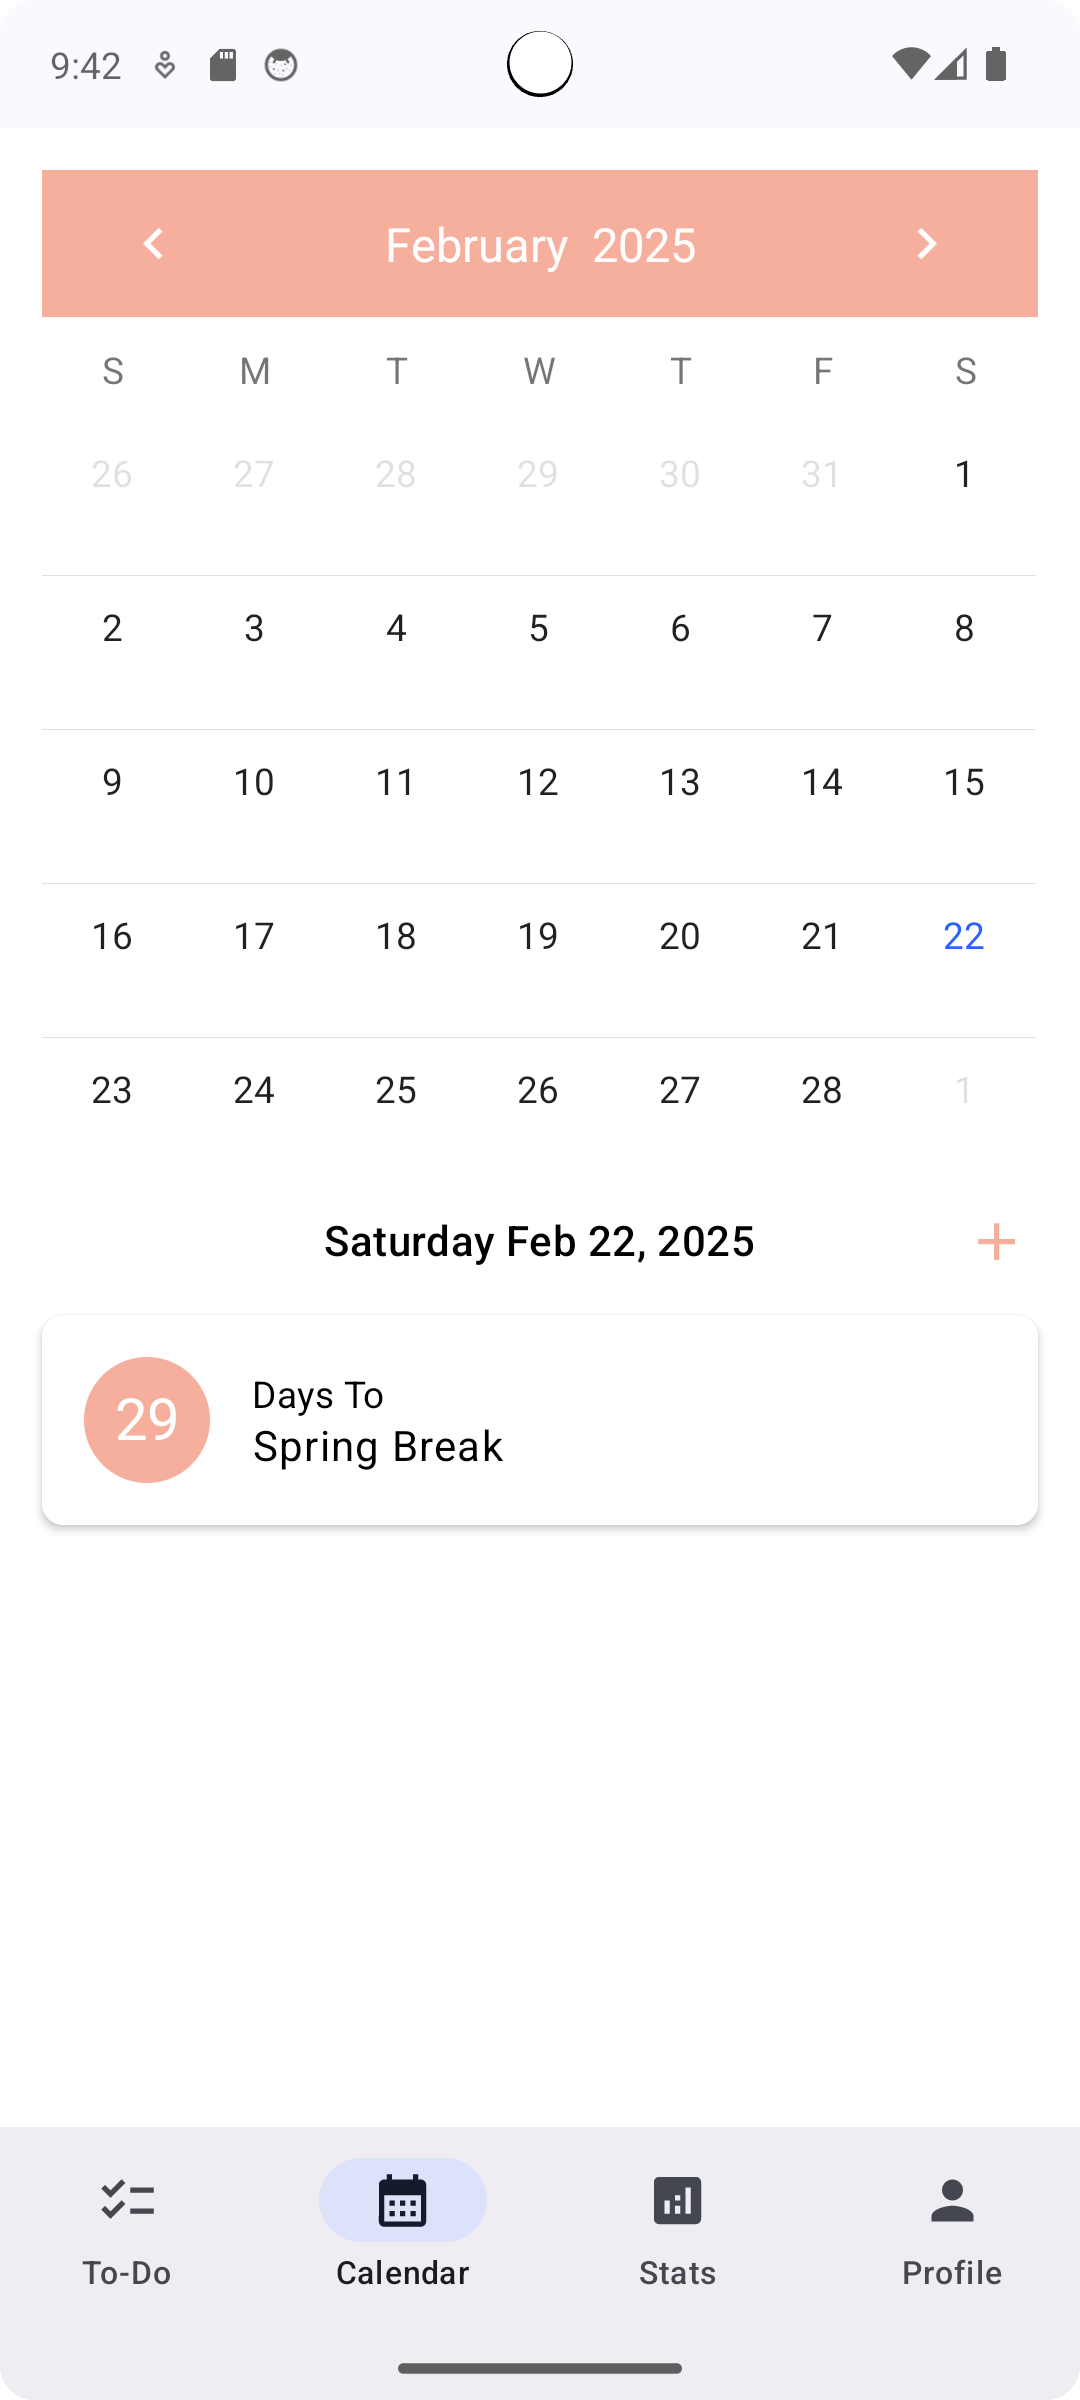 9:42
February 2025
S M T W T F S
26 27 28 29 30 31 1
2 3 4 5 6 7 8
9 10 11 12 13 14 15
16 17 18 19 20 21 22
23 24 25 26 27 28 1
Saturday Feb 22, 2025
29
Days To
Spring Break
To-Do Calendar Stats Profile